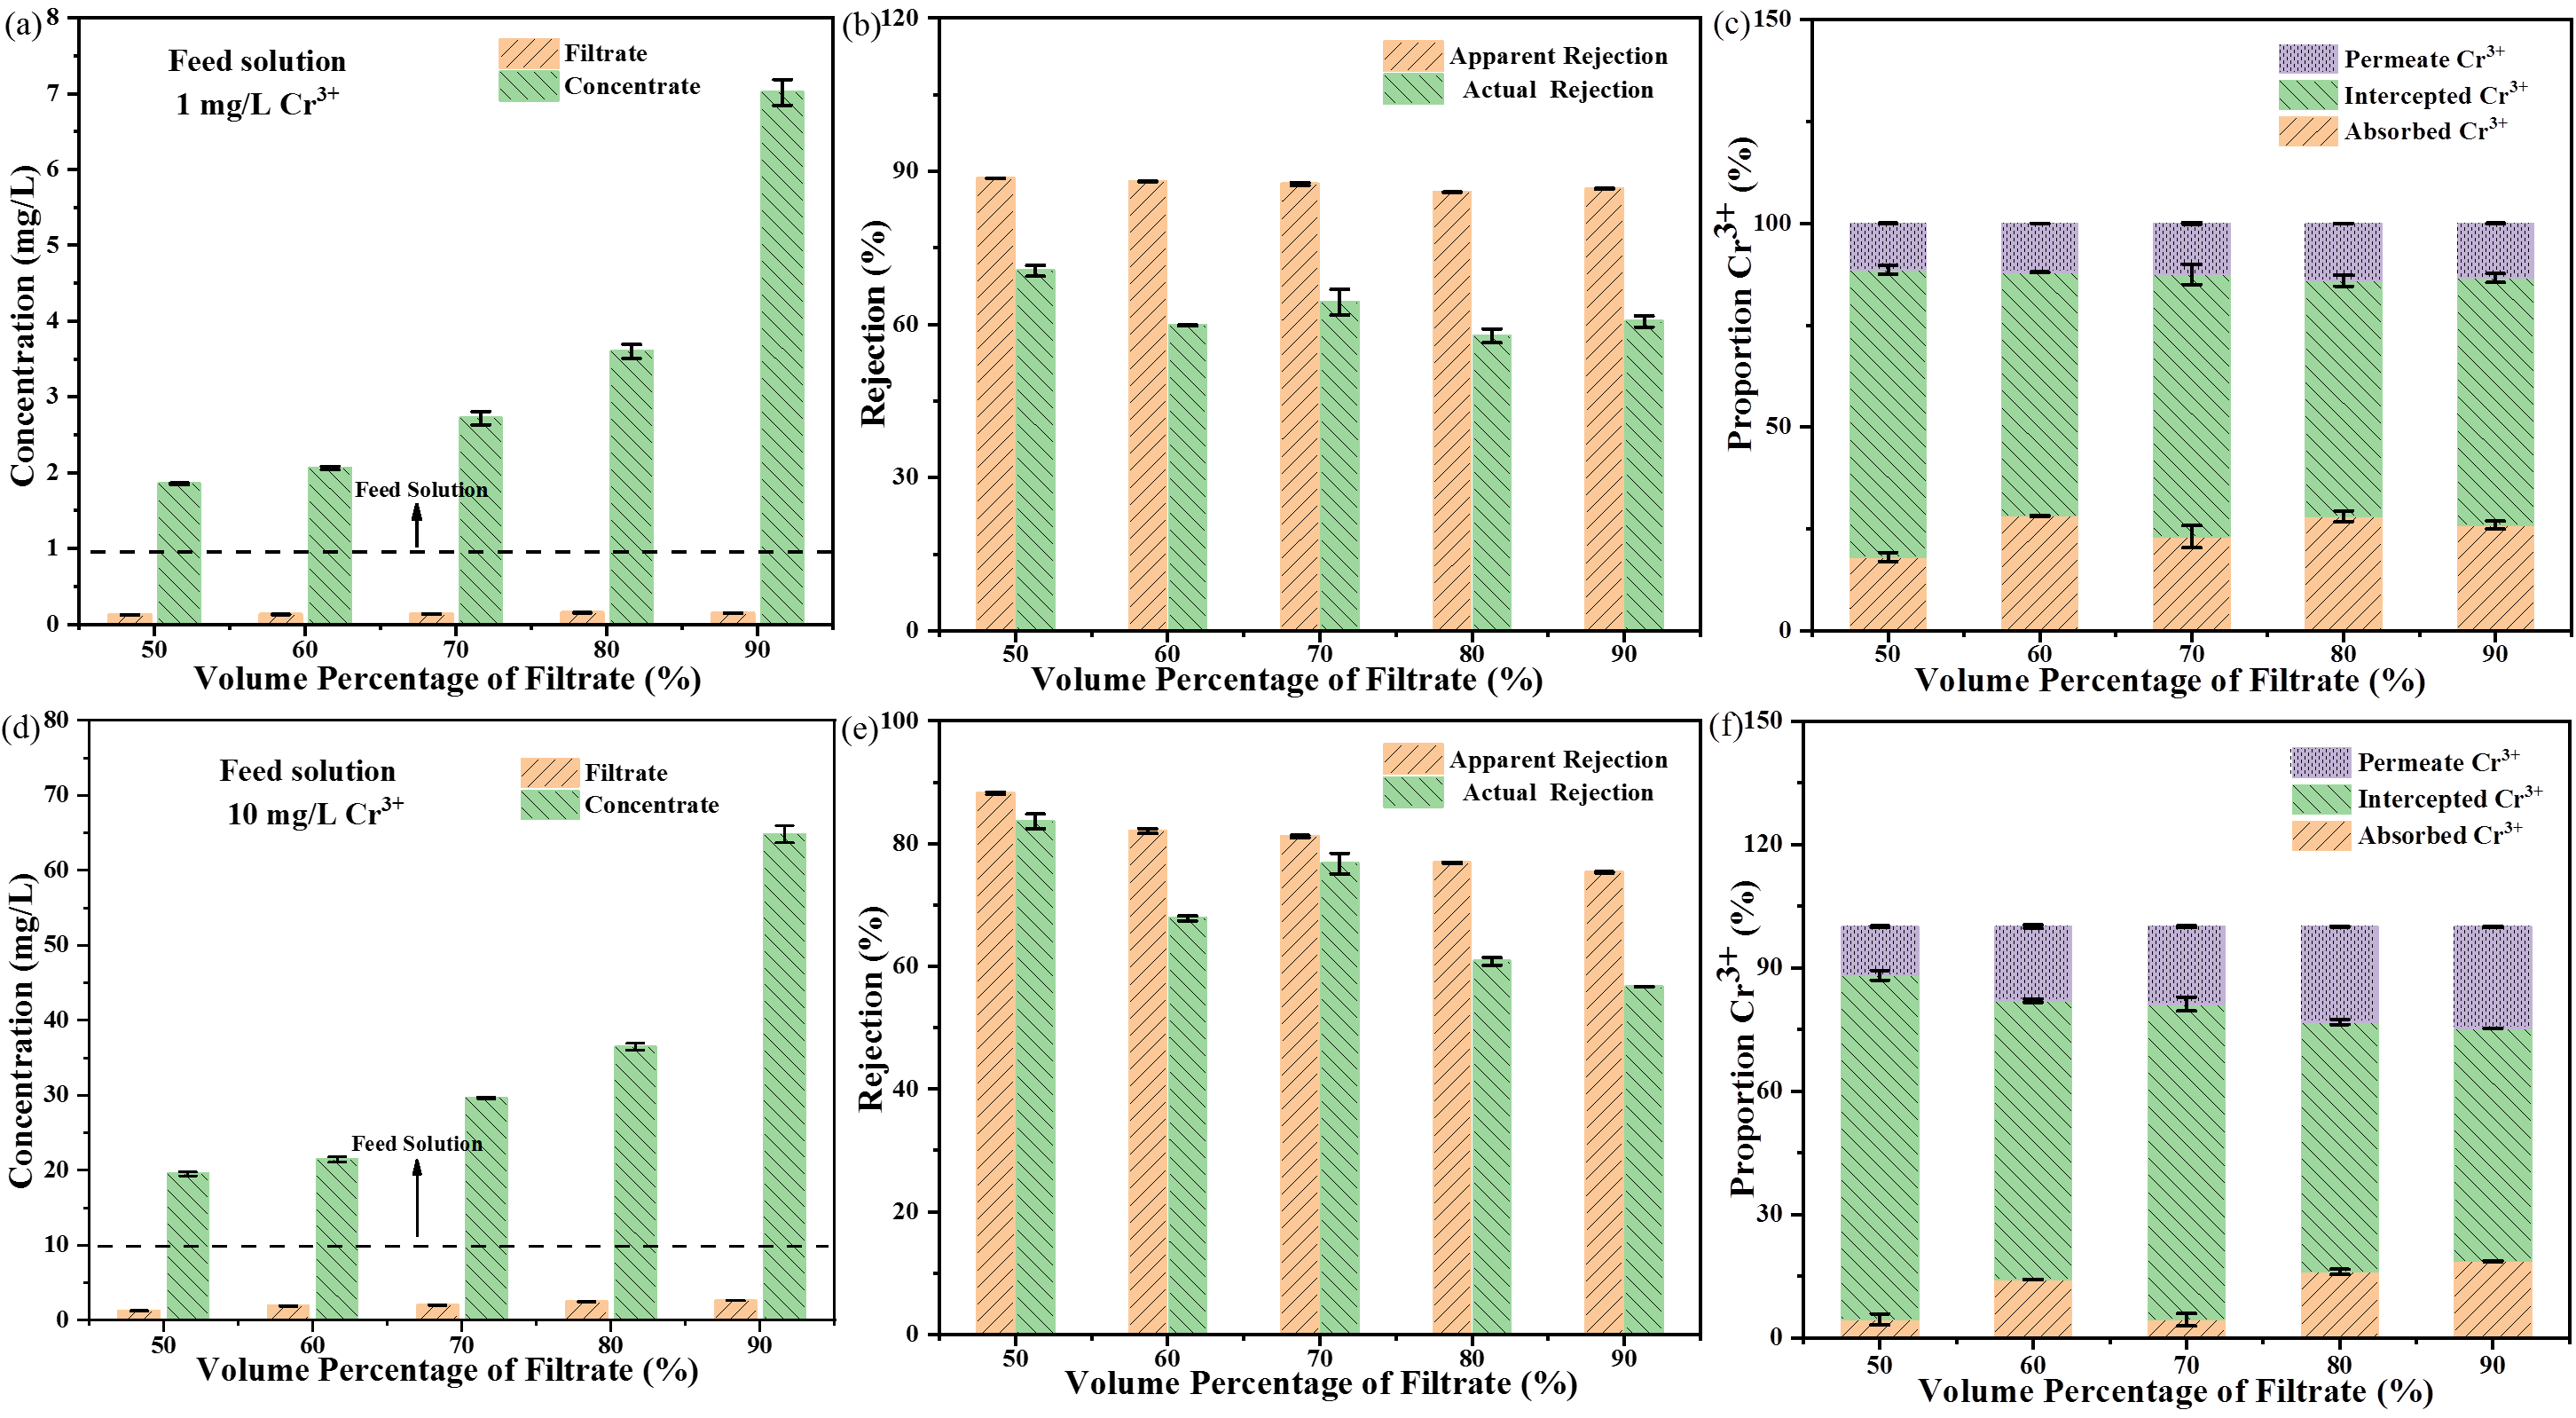 (a)
8
7
6
5
4
3
2
1
0
Concentration (mg/L)
Feed solution
1 mg/L Cr³⁺
Filtrate
Concentrate
Feed Solution
50 60 70 80 90
Volume Percentage of Filtrate (%)
(b)
120
90
60
30
0
Rejection (%)
Apparent Rejection
Actual Rejection
50 60 70 80 90
Volume Percentage of Filtrate (%)
(c)
150
100
50
0
Proportion Cr³⁺ (%)
Permeate Cr³⁺
Intercepted Cr³⁺
Absorbed Cr³⁺
50 60 70 80 90
Volume Percentage of Filtrate (%)
(d)
80
70
60
50
40
30
20
10
0
Concentration (mg/L)
Feed solution
10 mg/L Cr³⁺
Filtrate
Concentrate
Feed Solution
50 60 70 80 90
Volume Percentage of Filtrate (%)
(e)
100
80
60
40
20
0
Rejection (%)
Apparent Rejection
Actual Rejection
50 60 70 80 90
Volume Percentage of Filtrate (%)
(f)
150
120
90
60
30
0
Proportion Cr³⁺ (%)
Permeate Cr³⁺
Intercepted Cr³⁺
Absorbed Cr³⁺
50 60 70 80 90
Volume Percentage of Filtrate (%)